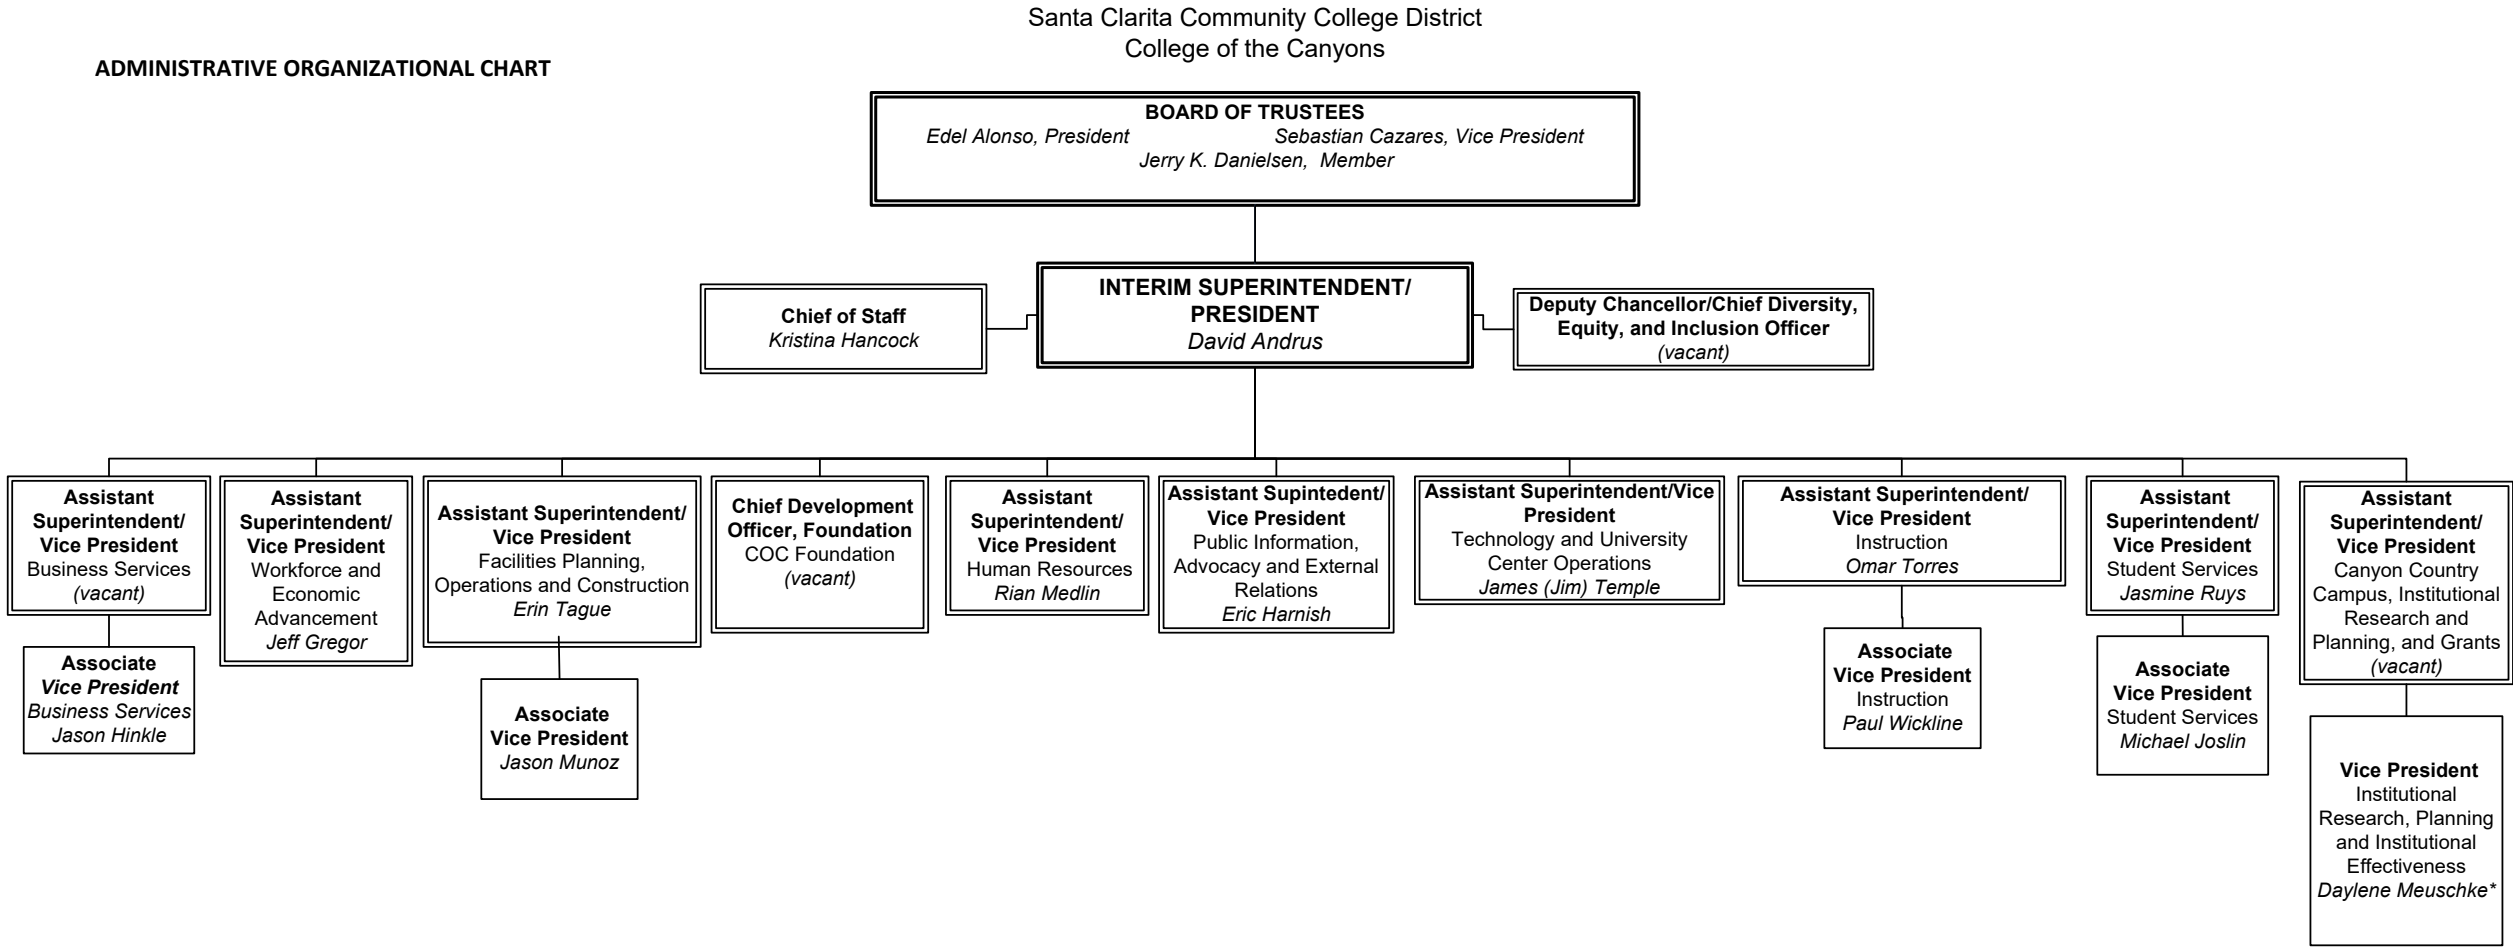 Santa Clarita Community College District
College of the Canyons
ADMINISTRATIVE ORGANIZATIONAL CHART
BOARD OF TRUSTEES
Edel Alonso, President Sebastian Cazares, Vice President
Jerry K. Danielsen, Member
INTERIM SUPERINTENDENT/
PRESIDENT
David Andrus
Chief of Staff
Kristina Hancock
Deputy Chancellor/Chief Diversity,
Equity, and Inclusion Officer
(vacant)
Assistant
Superintendent/
Vice President
Business Services
(vacant)
Associate
Vice President
Business Services
Jason Hinkle
Assistant
Superintendent/
Vice President
Workforce and
Economic
Advancement
Jeff Gregor
Assistant Superintendent/
Vice President
Facilities Planning,
Operations and Construction
Erin Tague
Associate
Vice President
Jason Munoz
Chief Development
Officer, Foundation
COC Foundation
(vacant)
Assistant
Superintendent/
Vice President
Human Resources
Rian Medlin
Assistant Supintedent/
Vice President
Public Information,
Advocacy and External
Relations
Eric Harnish
Assistant Superintendent/Vice
President
Technology and University
Center Operations
James (Jim) Temple
Assistant Superintendent/
Vice President
Instruction
Omar Torres
Associate
Vice President
Instruction
Paul Wickline
Assistant
Superintendent/
Vice President
Student Services
Jasmine Ruys
Associate
Vice President
Student Services
Michael Joslin
Assistant
Superintendent/
Vice President
Canyon Country
Campus, Institutional
Research and
Planning, and Grants
(vacant)
Vice President
Institutional
Research, Planning
and Institutional
Effectiveness
Daylene Meuschke*